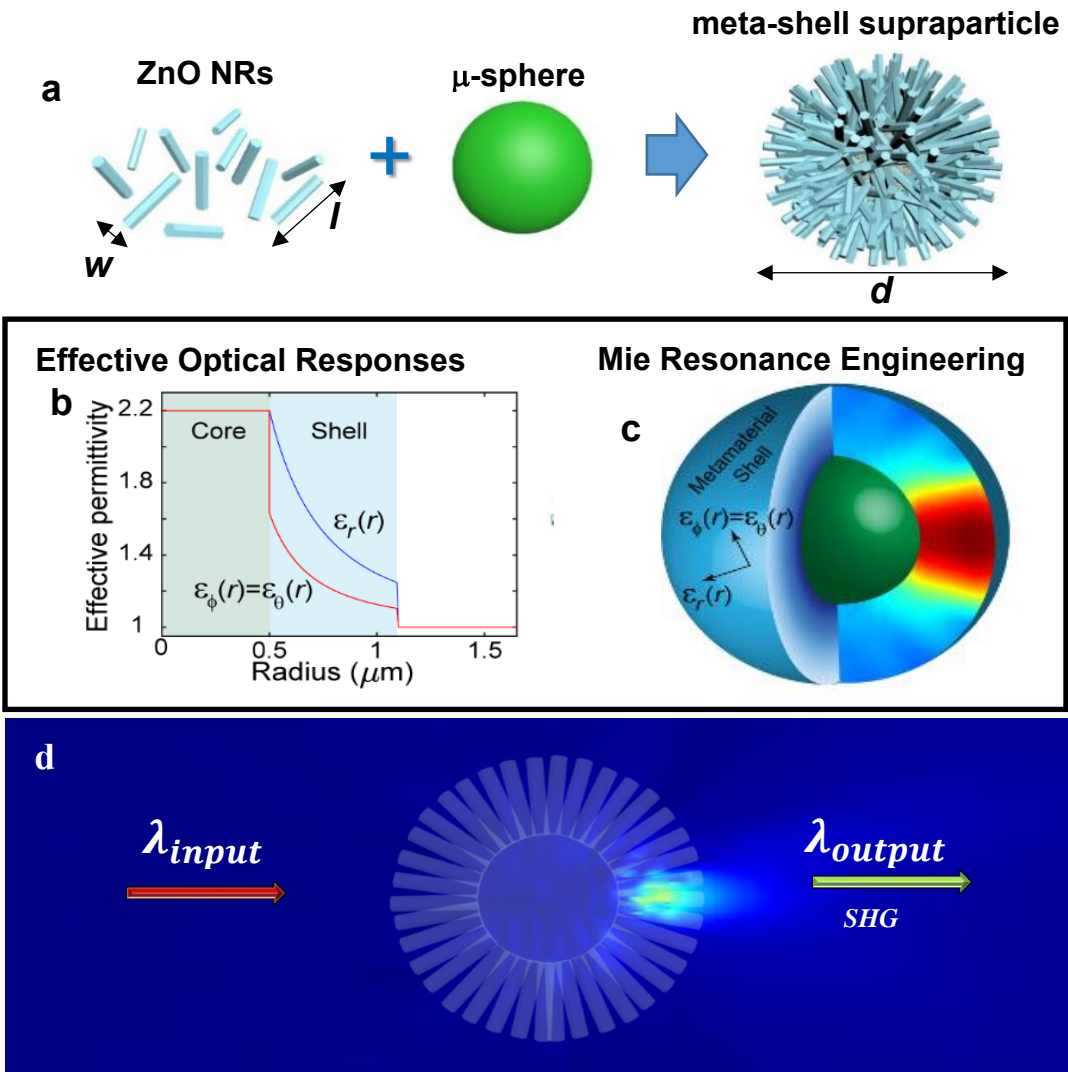 meta-shell supraparticle
a
ZnO NRs
μ-sphere
+
w
l
d
Effective Optical Responses
Mie Resonance Engineering
b
c
Effective permittivity
2.2
1.8
1.4
1
Core
Shell
εr(r)
εϕ(r)=εθ(r)
0
0.5
1
1.5
Radius (μm)
Metamaterial
Shell
εϕ(r)=εθ(r)
εr(r)
d
λinput
λoutput
SHG